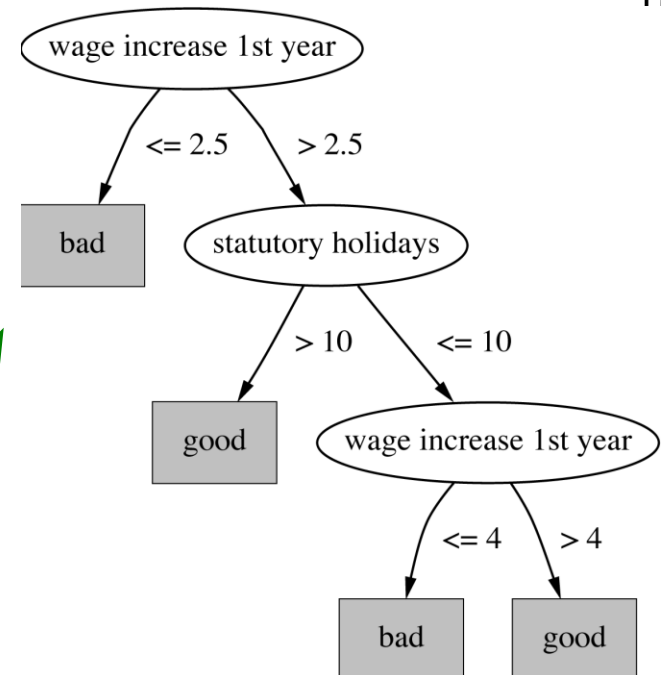 wage increase 1st year
<= 2.5
> 2.5
bad
statutory holidays
> 10
<= 10
good
wage increase 1st year
<= 4
> 4
bad
good